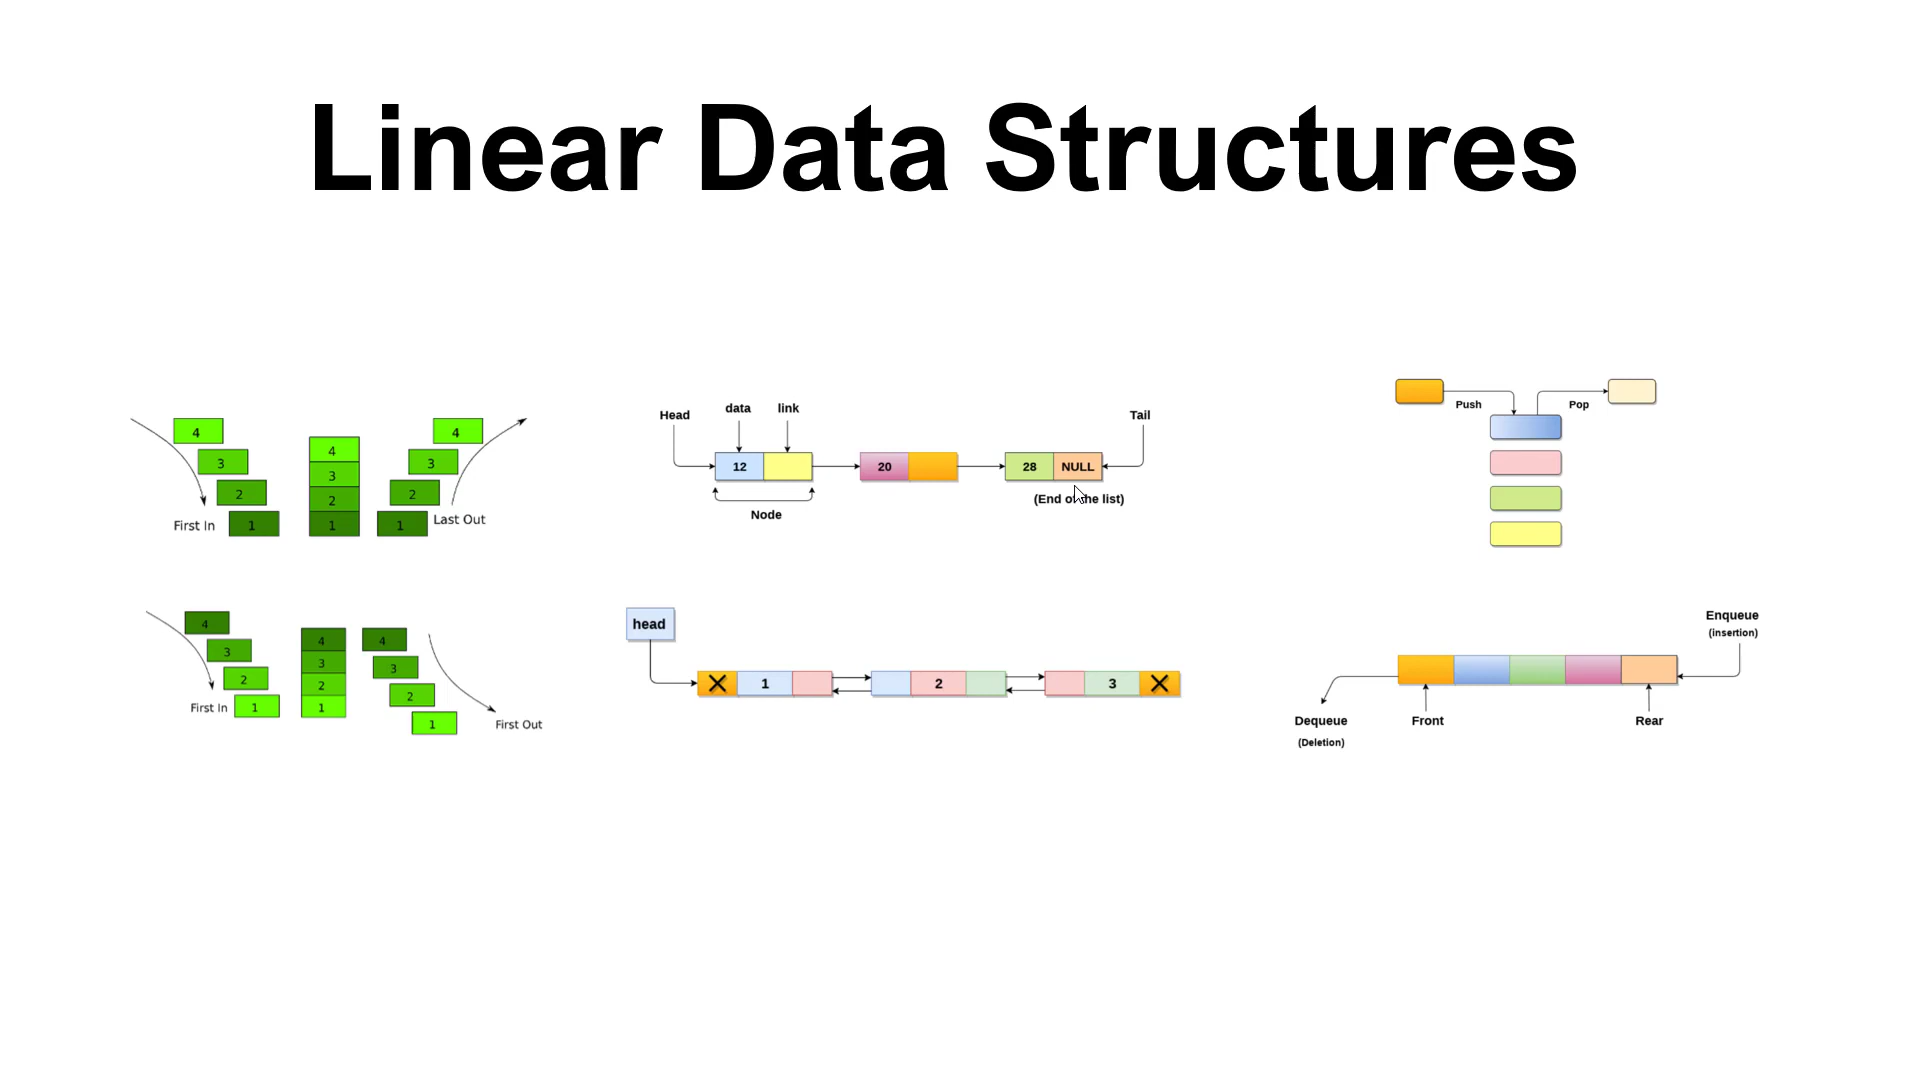 Linear Data Structures
4
3
2
First In 1
4
3
2
1
4
3
2
1 Last Out
Head data link Tail
12 20 28 NULL
(End of the list)
Node
Push Pop
4
3
2
First In 1
4
3
2
1
4
3
2
1 First Out
head
1 2 3
Enqueue
(insertion)
Dequeue Front Rear
(Deletion)